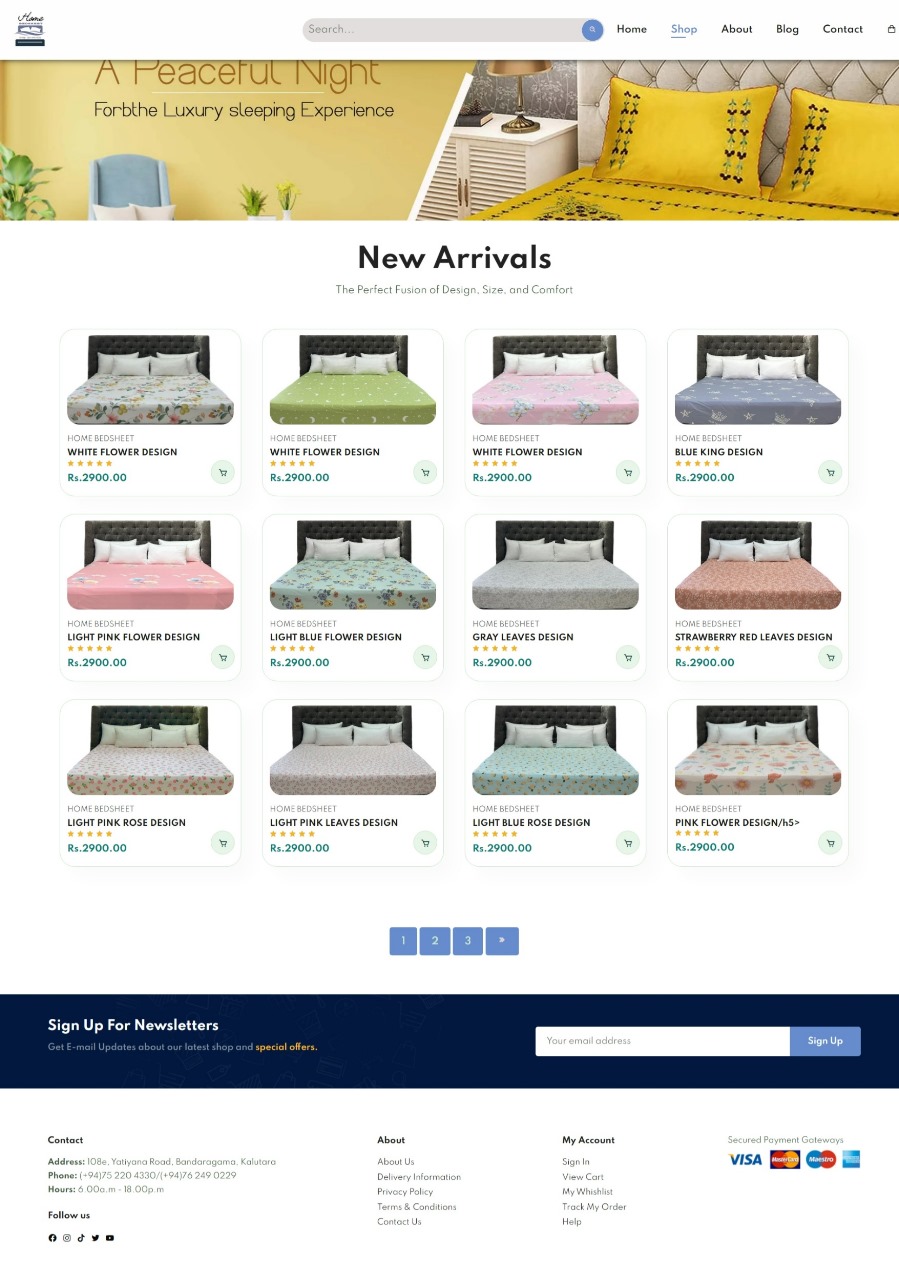 Home
Search...
Home
Shop
About
Blog
Contact
A Peaceful Night
Forbthe Luxury sleeping Experience
New Arrivals
The Perfect Fusion of Design, Size, and Comfort
HOME BEDSHEET
WHITE FLOWER DESIGN
Rs.2900.00
HOME BEDSHEET
WHITE FLOWER DESIGN
Rs.2900.00
HOME BEDSHEET
WHITE FLOWER DESIGN
Rs.2900.00
HOME BEDSHEET
BLUE KING DESIGN
Rs.2900.00
HOME BEDSHEET
LIGHT PINK FLOWER DESIGN
Rs.2900.00
HOME BEDSHEET
LIGHT BLUE FLOWER DESIGN
Rs.2900.00
HOME BEDSHEET
GRAY LEAVES DESIGN
Rs.2900.00
HOME BEDSHEET
STRAWBERRY RED LEAVES DESIGN
Rs.2900.00
HOME BEDSHEET
LIGHT PINK ROSE DESIGN
Rs.2900.00
HOME BEDSHEET
LIGHT PINK LEAVES DESIGN
Rs.2900.00
HOME BEDSHEET
LIGHT BLUE ROSE DESIGN
Rs.2900.00
HOME BEDSHEET
PINK FLOWER DESIGN/h5>
Rs.2900.00
1
2
3
»
Sign Up For Newsletters
Get E-mail Updates about our latest shop and special offers.
Your email address
Sign Up
Contact
Address: 108e, Yatiyana Road, Bandaragama, Kalutara
Phone: (+94)75 220 4330/(+94)76 249 0229
Hours: 6.00a.m - 18.00p.m
Follow us
About
About Us
Delivery Information
Privacy Policy
Terms & Conditions
Contact Us
My Account
Sign In
View Cart
My Whishlist
Track My Order
Help
Secured Payment Gateways
VISA
MasterCard
Maestro